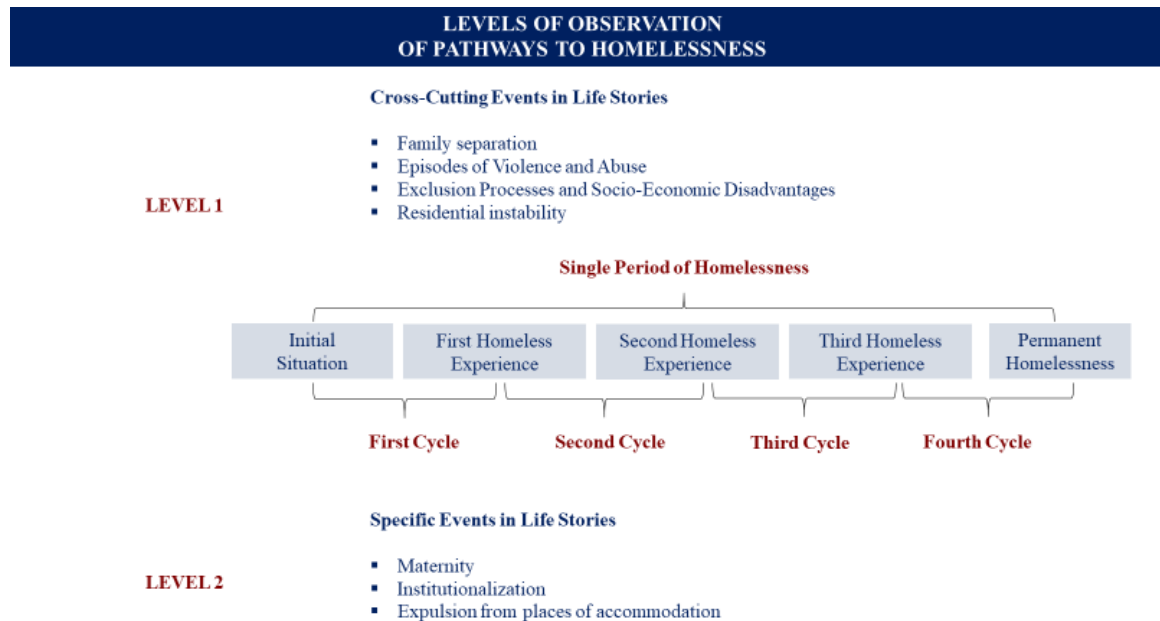 LEVELS OF OBSERVATION
OF PATHWAYS TO HOMELESSNESS
Cross-Cutting Events in Life Stories
▪ Family separation
▪ Episodes of Violence and Abuse
▪ Exclusion Processes and Socio-Economic Disadvantages
▪ Residential instability
LEVEL 1
Single Period of Homelessness
Initial
Situation
First Homeless
Experience
Second Homeless
Experience
Third Homeless
Experience
Permanent
Homelessness
First Cycle
Second Cycle
Third Cycle
Fourth Cycle
Specific Events in Life Stories
▪ Maternity
▪ Institutionalization
▪ Expulsion from places of accommodation
LEVEL 2